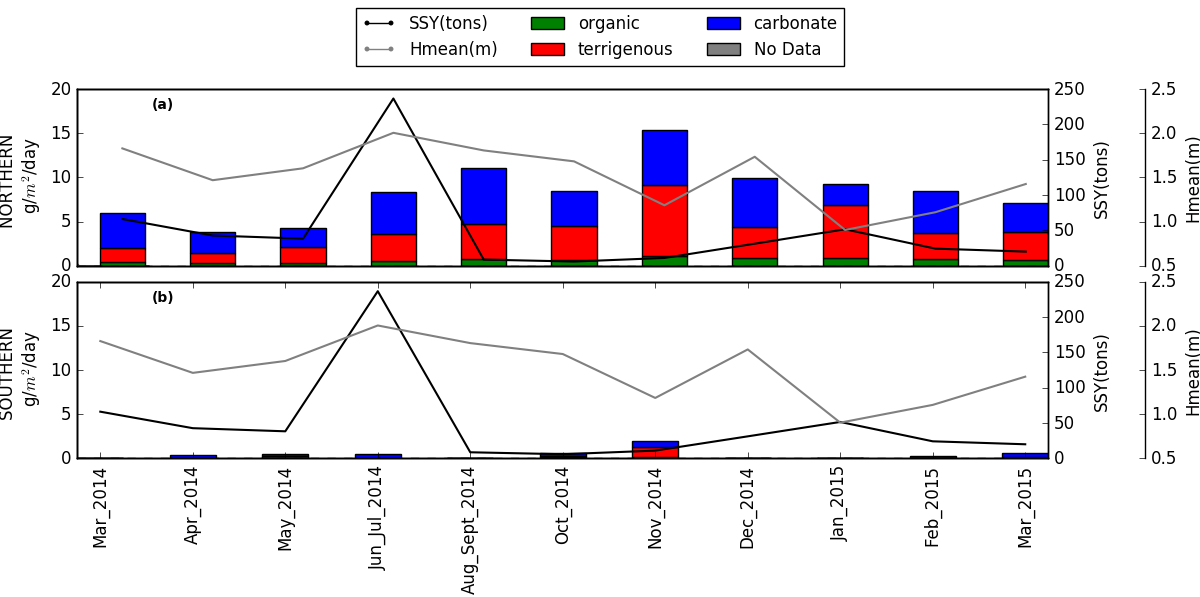 SSY(tons) organic carbonate
Hmean(m) terrigenous No Data
(a)
NORTHERN
g/m²/day
20
15
10
5
0
250
200
150
100
50
0
SSY(tons)
2.5
2.0
1.5
1.0
0.5
Hmean(m)
(b)
SOUTHERN
g/m²/day
20
15
10
5
0
250
200
150
100
50
0
SSY(tons)
2.5
2.0
1.5
1.0
0.5
Hmean(m)
Mar_2014
Apr_2014
May_2014
Jun_Jul_2014
Aug_Sept_2014
Oct_2014
Nov_2014
Dec_2014
Jan_2015
Feb_2015
Mar_2015